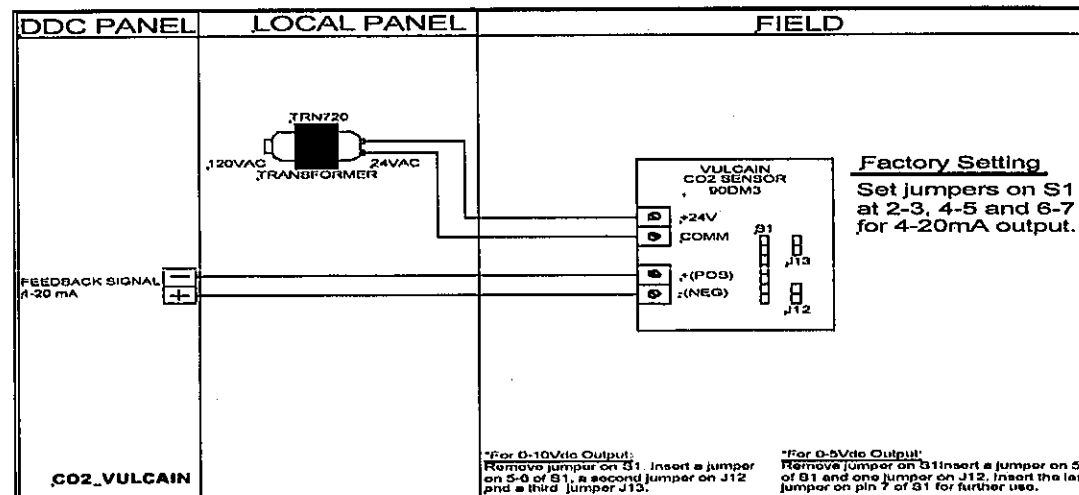 DDC PANEL
LOCAL PANEL
FIELD
TRN720
120VAC
24VAC
TRANSFORMER
VULCAIN
CO2 SENSOR
90DM3
+24V
COMM
S1
J13
+(POS)
-(NEG)
J12
Factory Setting
Set jumpers on S1
at 2-3, 4-5 and 6-7
for 4-20mA output.
FEEDBACK SIGNAL
4-20 mA
CO2_VULCAIN
*For 0-10Vdc Output:
Remove jumper on S1. Insert a jumper
on 5-6 of S1, a second jumper on J12
and a third jumper J13.
*For 0-5Vdc Output:
Remove jumper on S1Insert a jumper on 5
of S1 and one jumper on J12. Insert the las
jumper on pin 7 of S1 for further use.